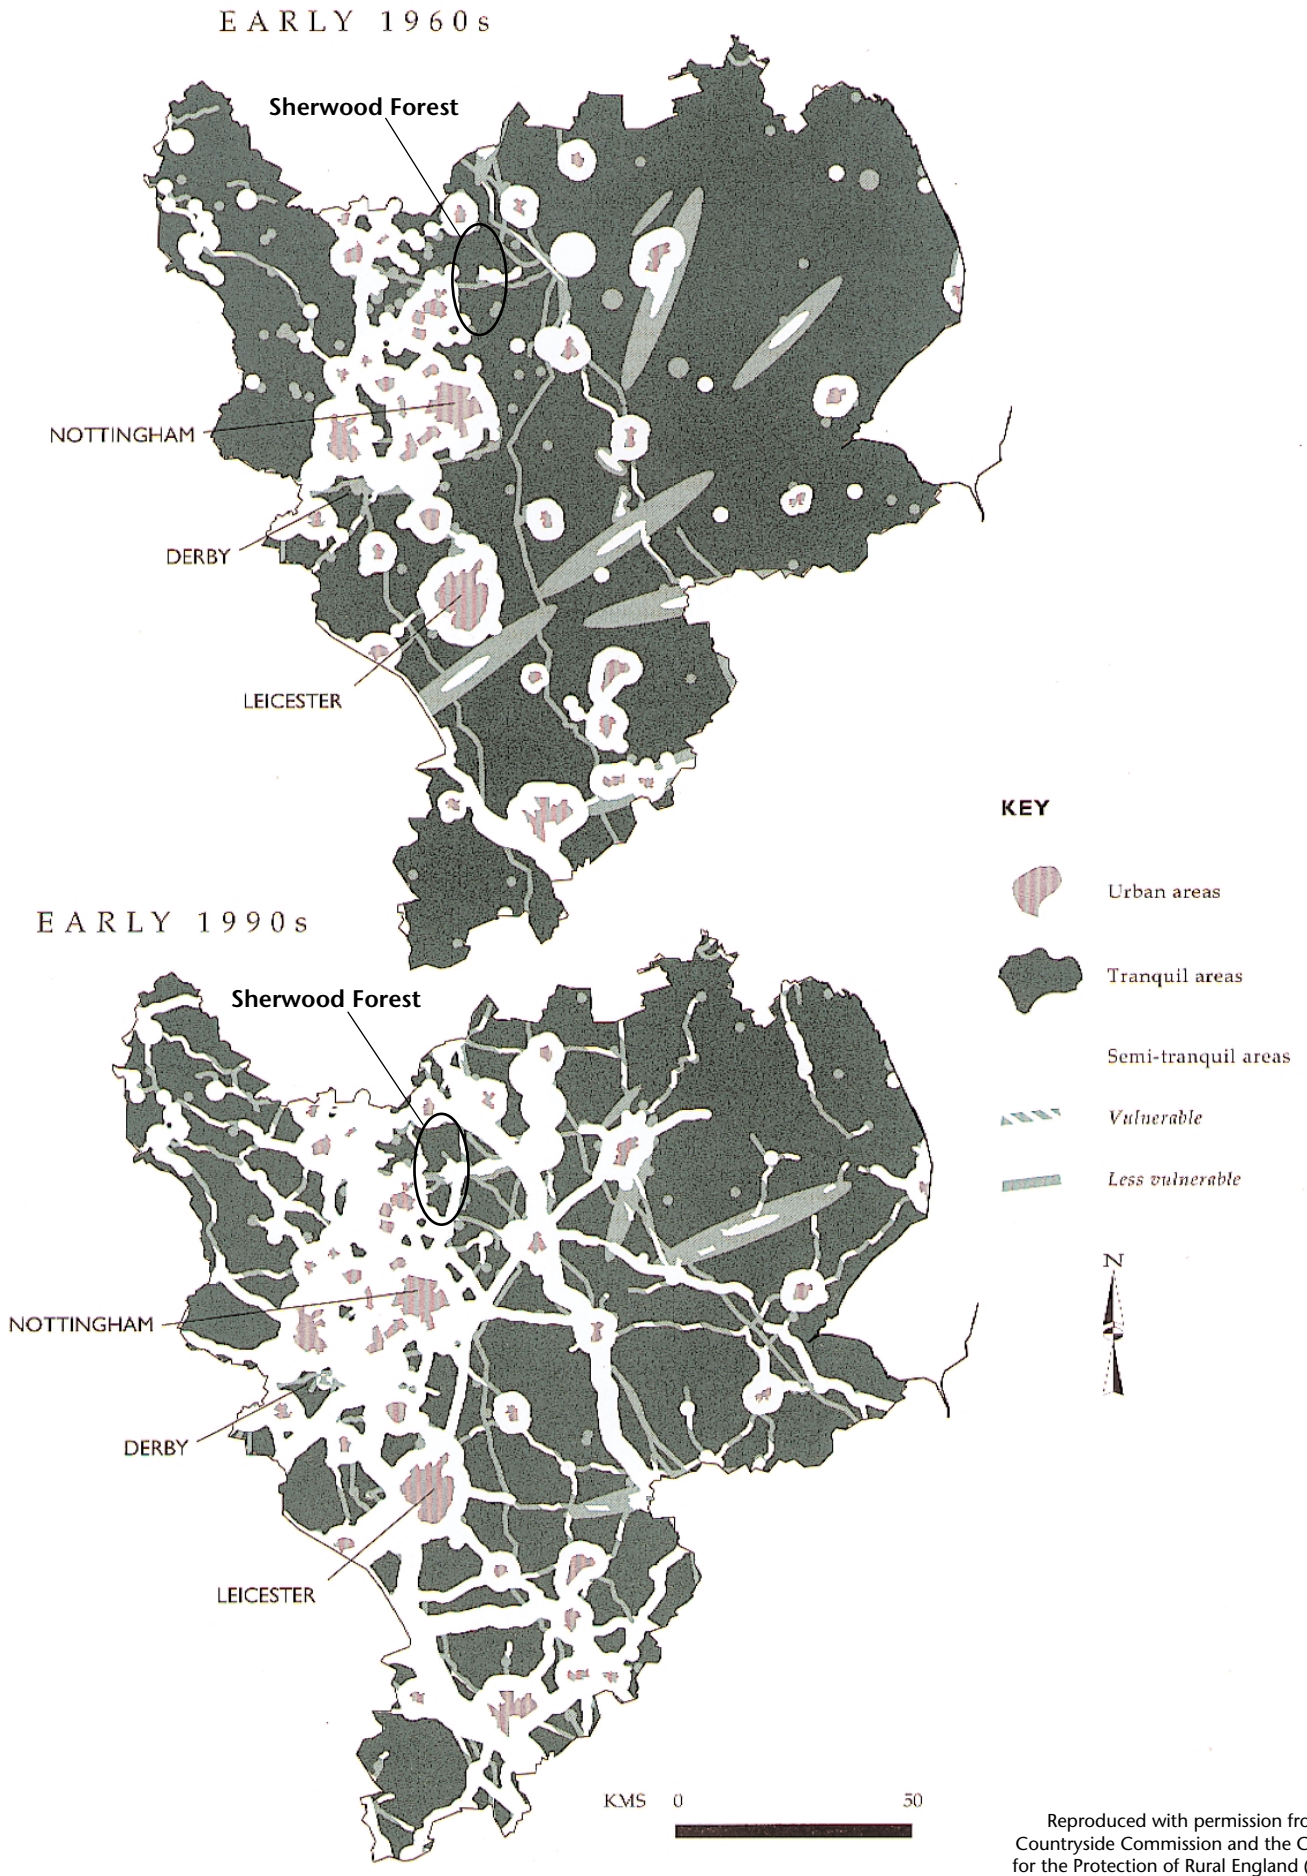 EARLY 1960s
Sherwood Forest
NOTTINGHAM
DERBY
LEICESTER
KEY
Urban areas
Tranquil areas
Semi-tranquil areas
Vulnerable
Less vulnerable
N
EARLY 1990s
Sherwood Forest
NOTTINGHAM
DERBY
LEICESTER
KMS 0 50
Reproduced with permission fro
Countryside Commission and the C
for the Protection of Rural England (